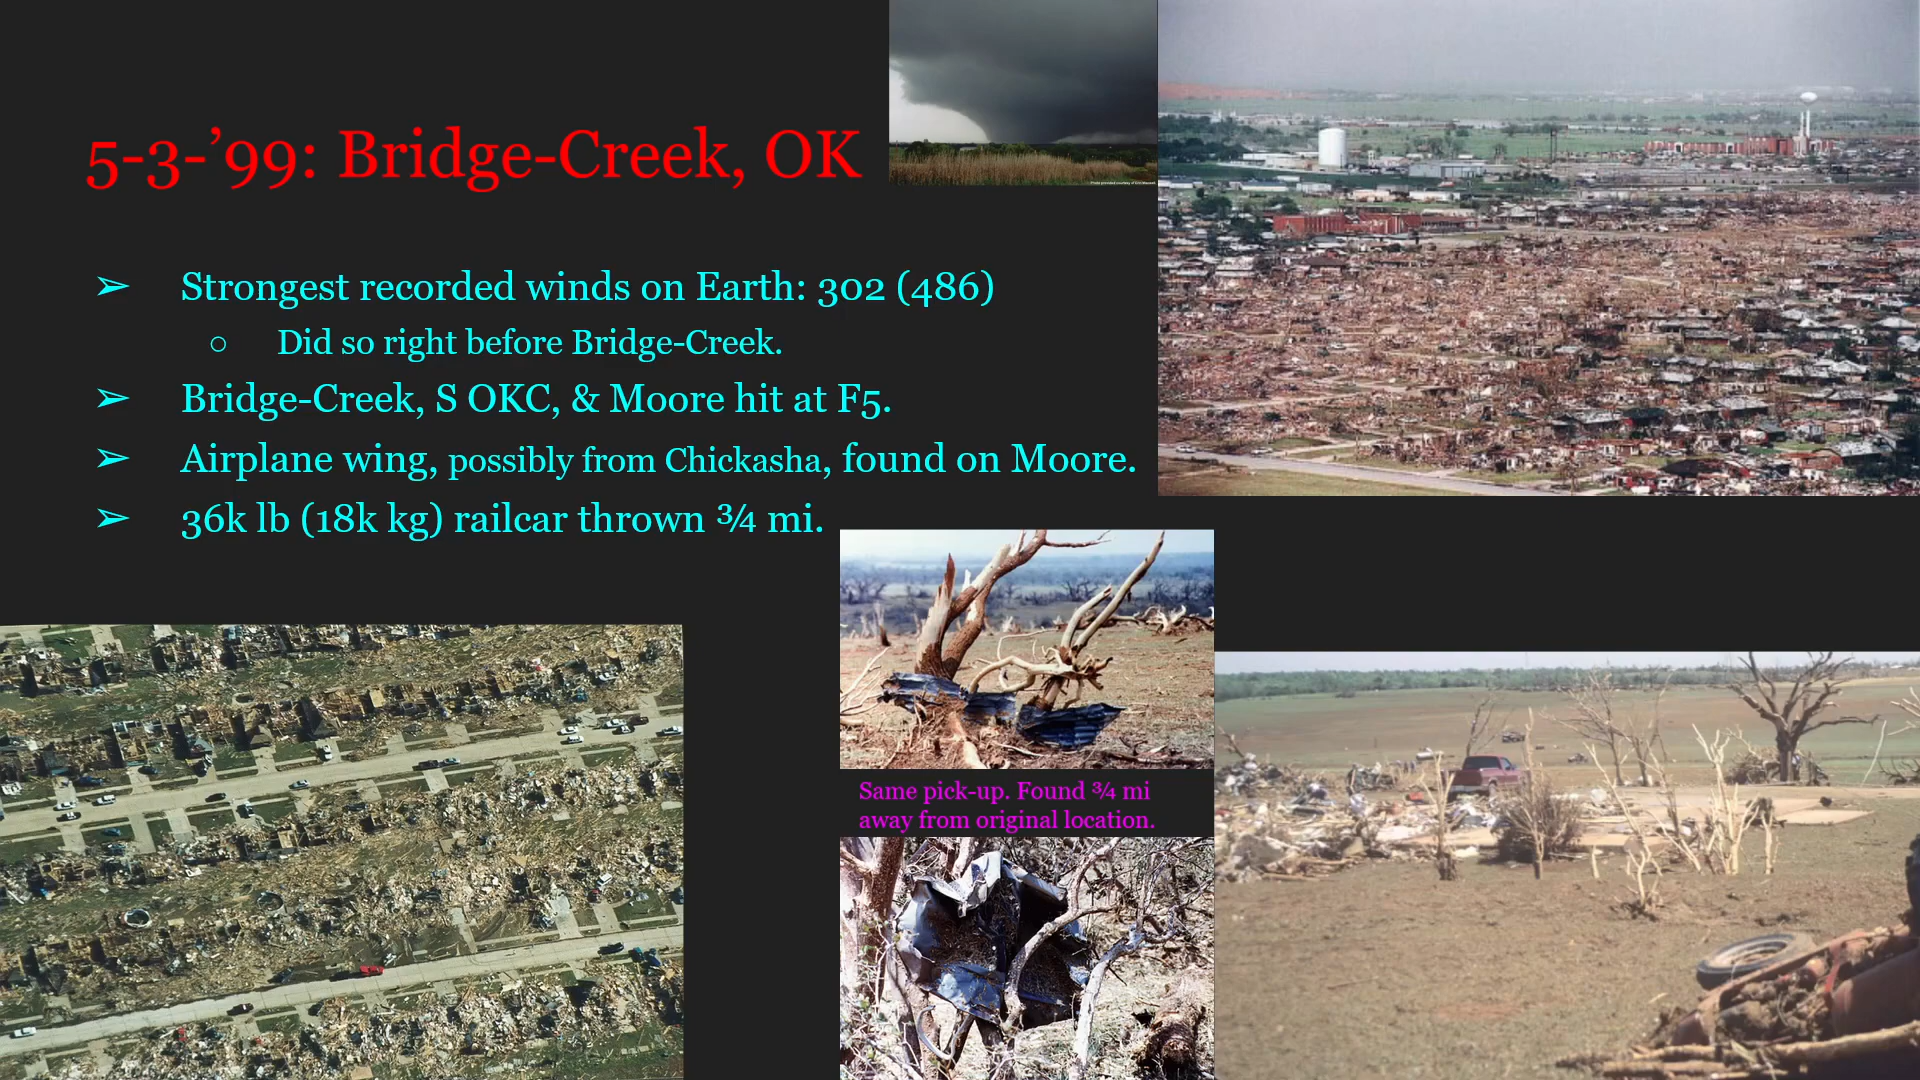 5-3-’99: Bridge-Creek, OK
➢ Strongest recorded winds on Earth: 302 (486)
○ Did so right before Bridge-Creek.
➢ Bridge-Creek, S OKC, & Moore hit at F5.
➢ Airplane wing, possibly from Chickasha, found on Moore.
➢ 36k lb (18k kg) railcar thrown ¾ mi.
Same pick-up. Found ¾ mi
away from original location.